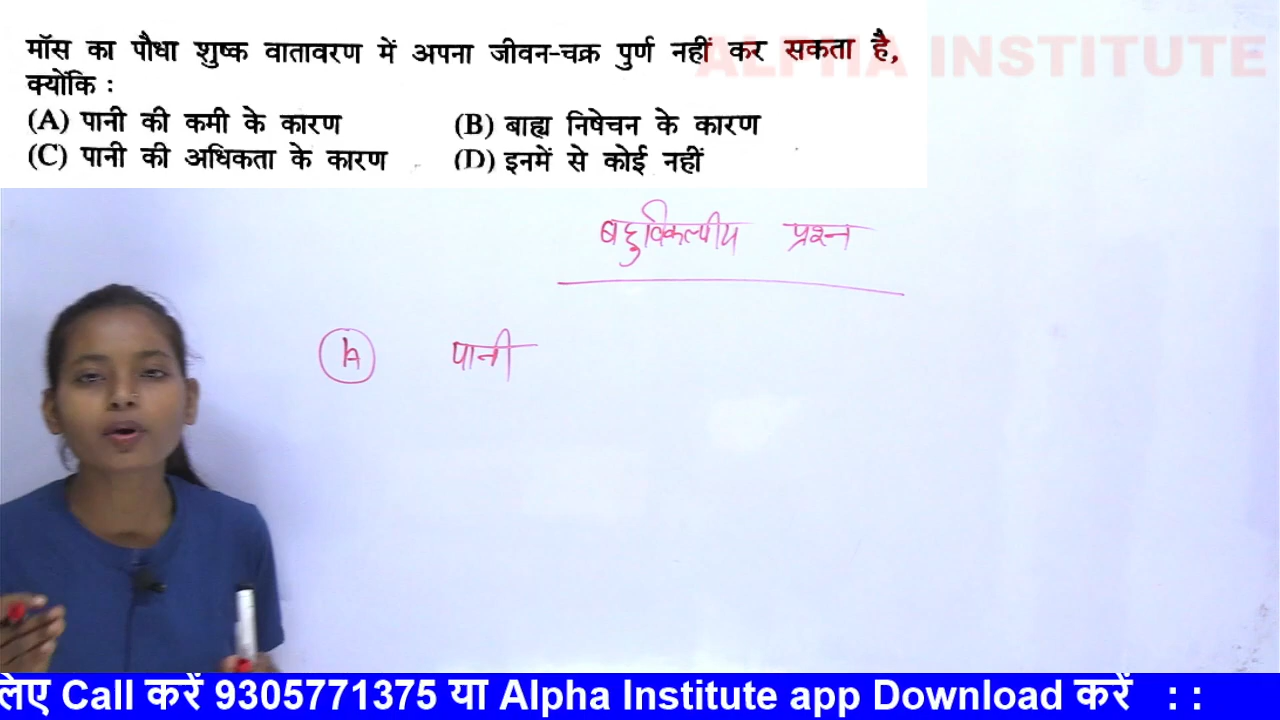 ALPHA INSTITUTE
मॉस का पौधा शुष्क वातावरण में अपना जीवन-चक्र पुर्ण नहीं कर सकता है,
क्योंकि :
(A) पानी की कमी के कारण (B) बाह्य निषेचन के कारण
(C) पानी की अधिकता के कारण (D) इनमें से कोई नहीं
बहुविकल्पीय प्रश्न
A पानी
लिए Call करें 9305771375 या Alpha Institute app Download करें : :